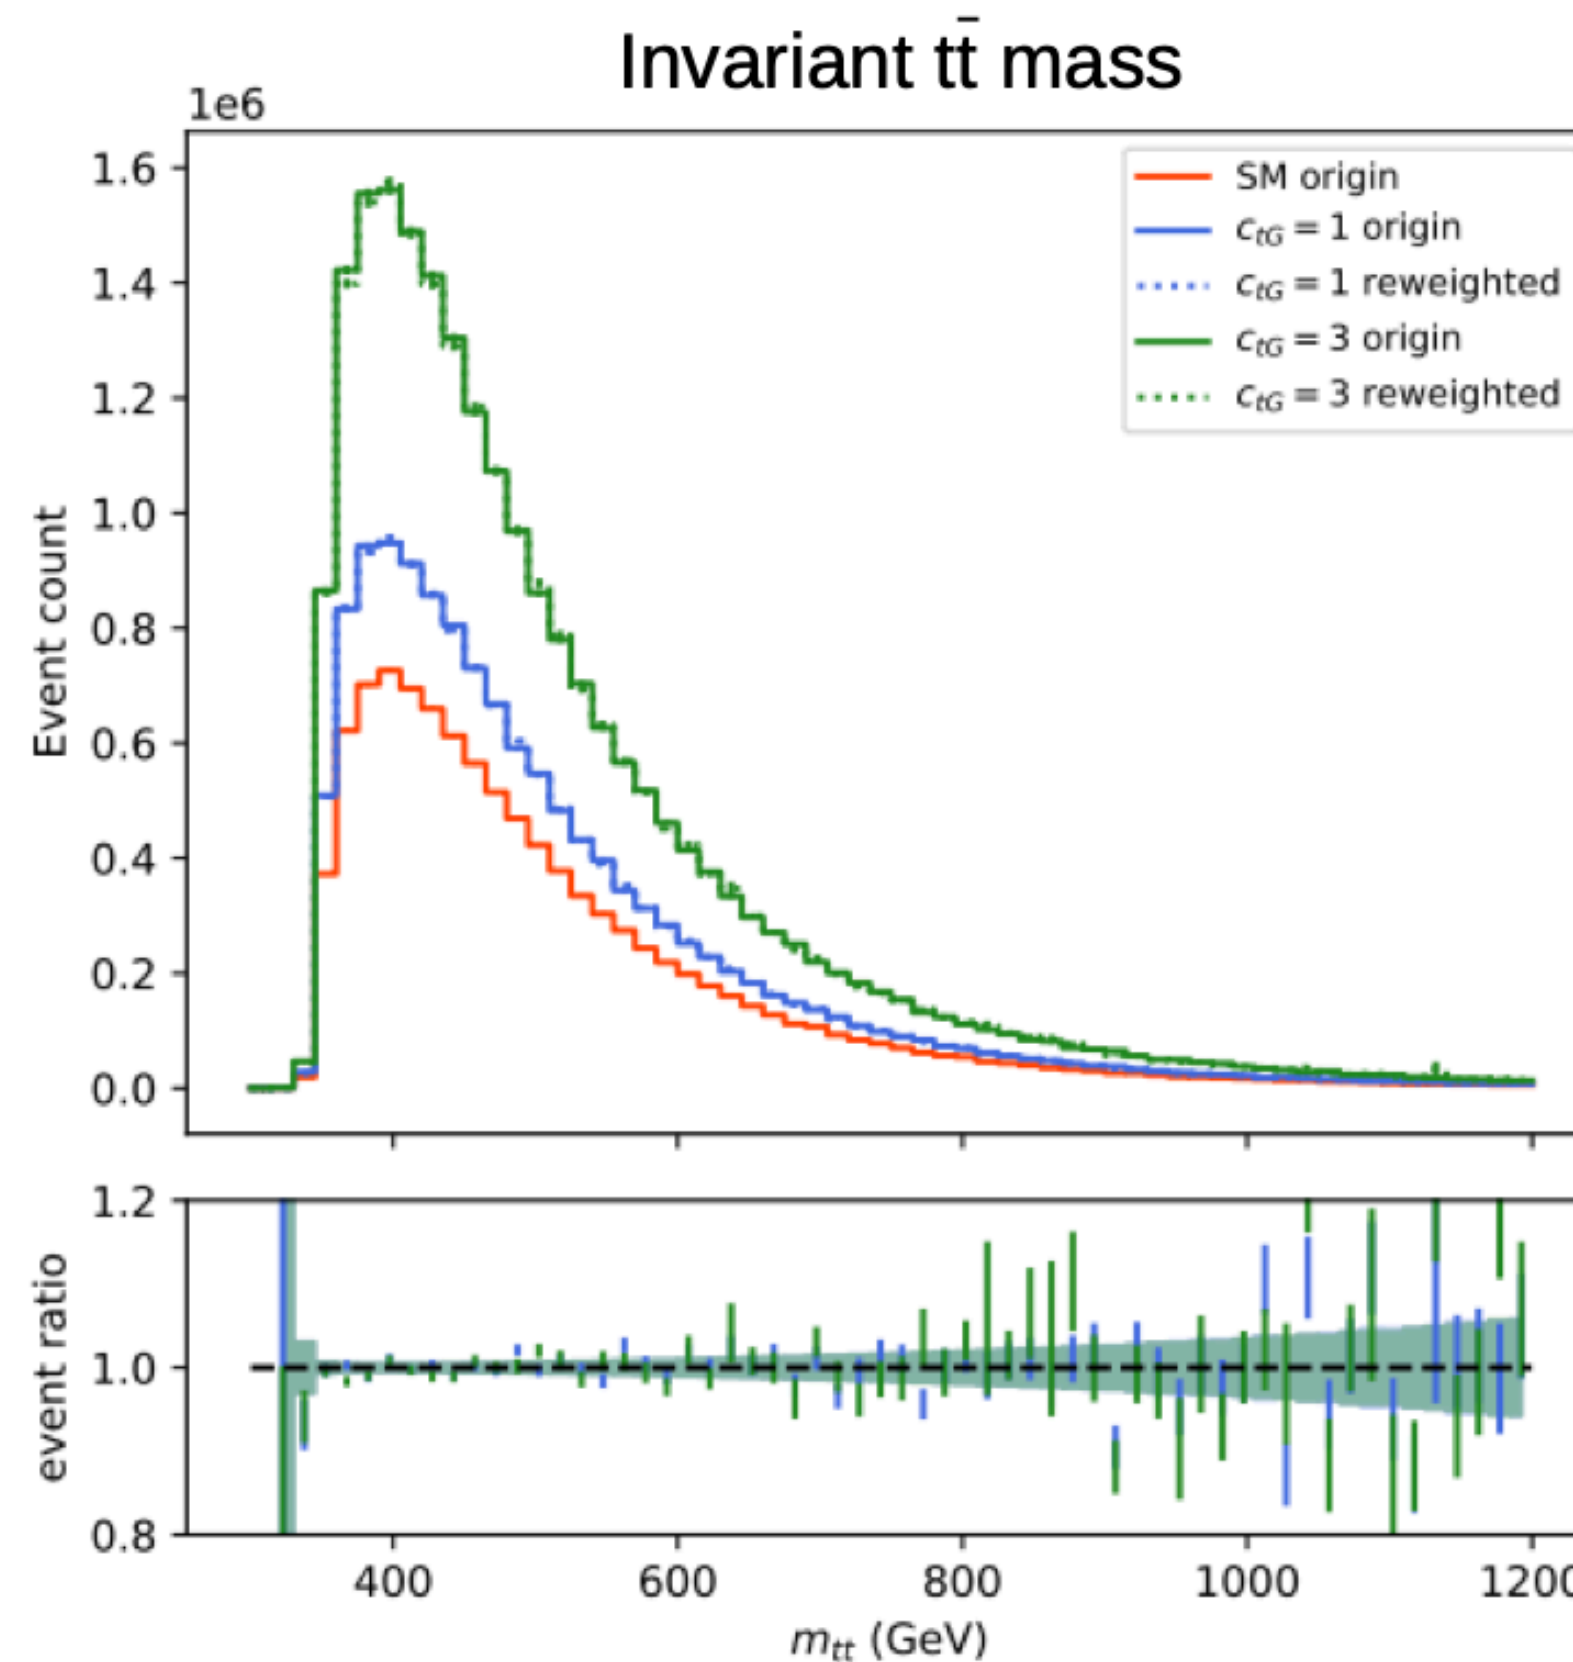 Invariant tt̄ mass
1e6
1.6
1.4
1.2
1.0
0.8
0.6
0.4
0.2
0.0
Event count
SM origin
c_tG = 1 origin
c_tG = 1 reweighted
c_tG = 3 origin
c_tG = 3 reweighted
1.2
1.0
0.8
event ratio
400 600 800 1000 1200
m_tt (GeV)